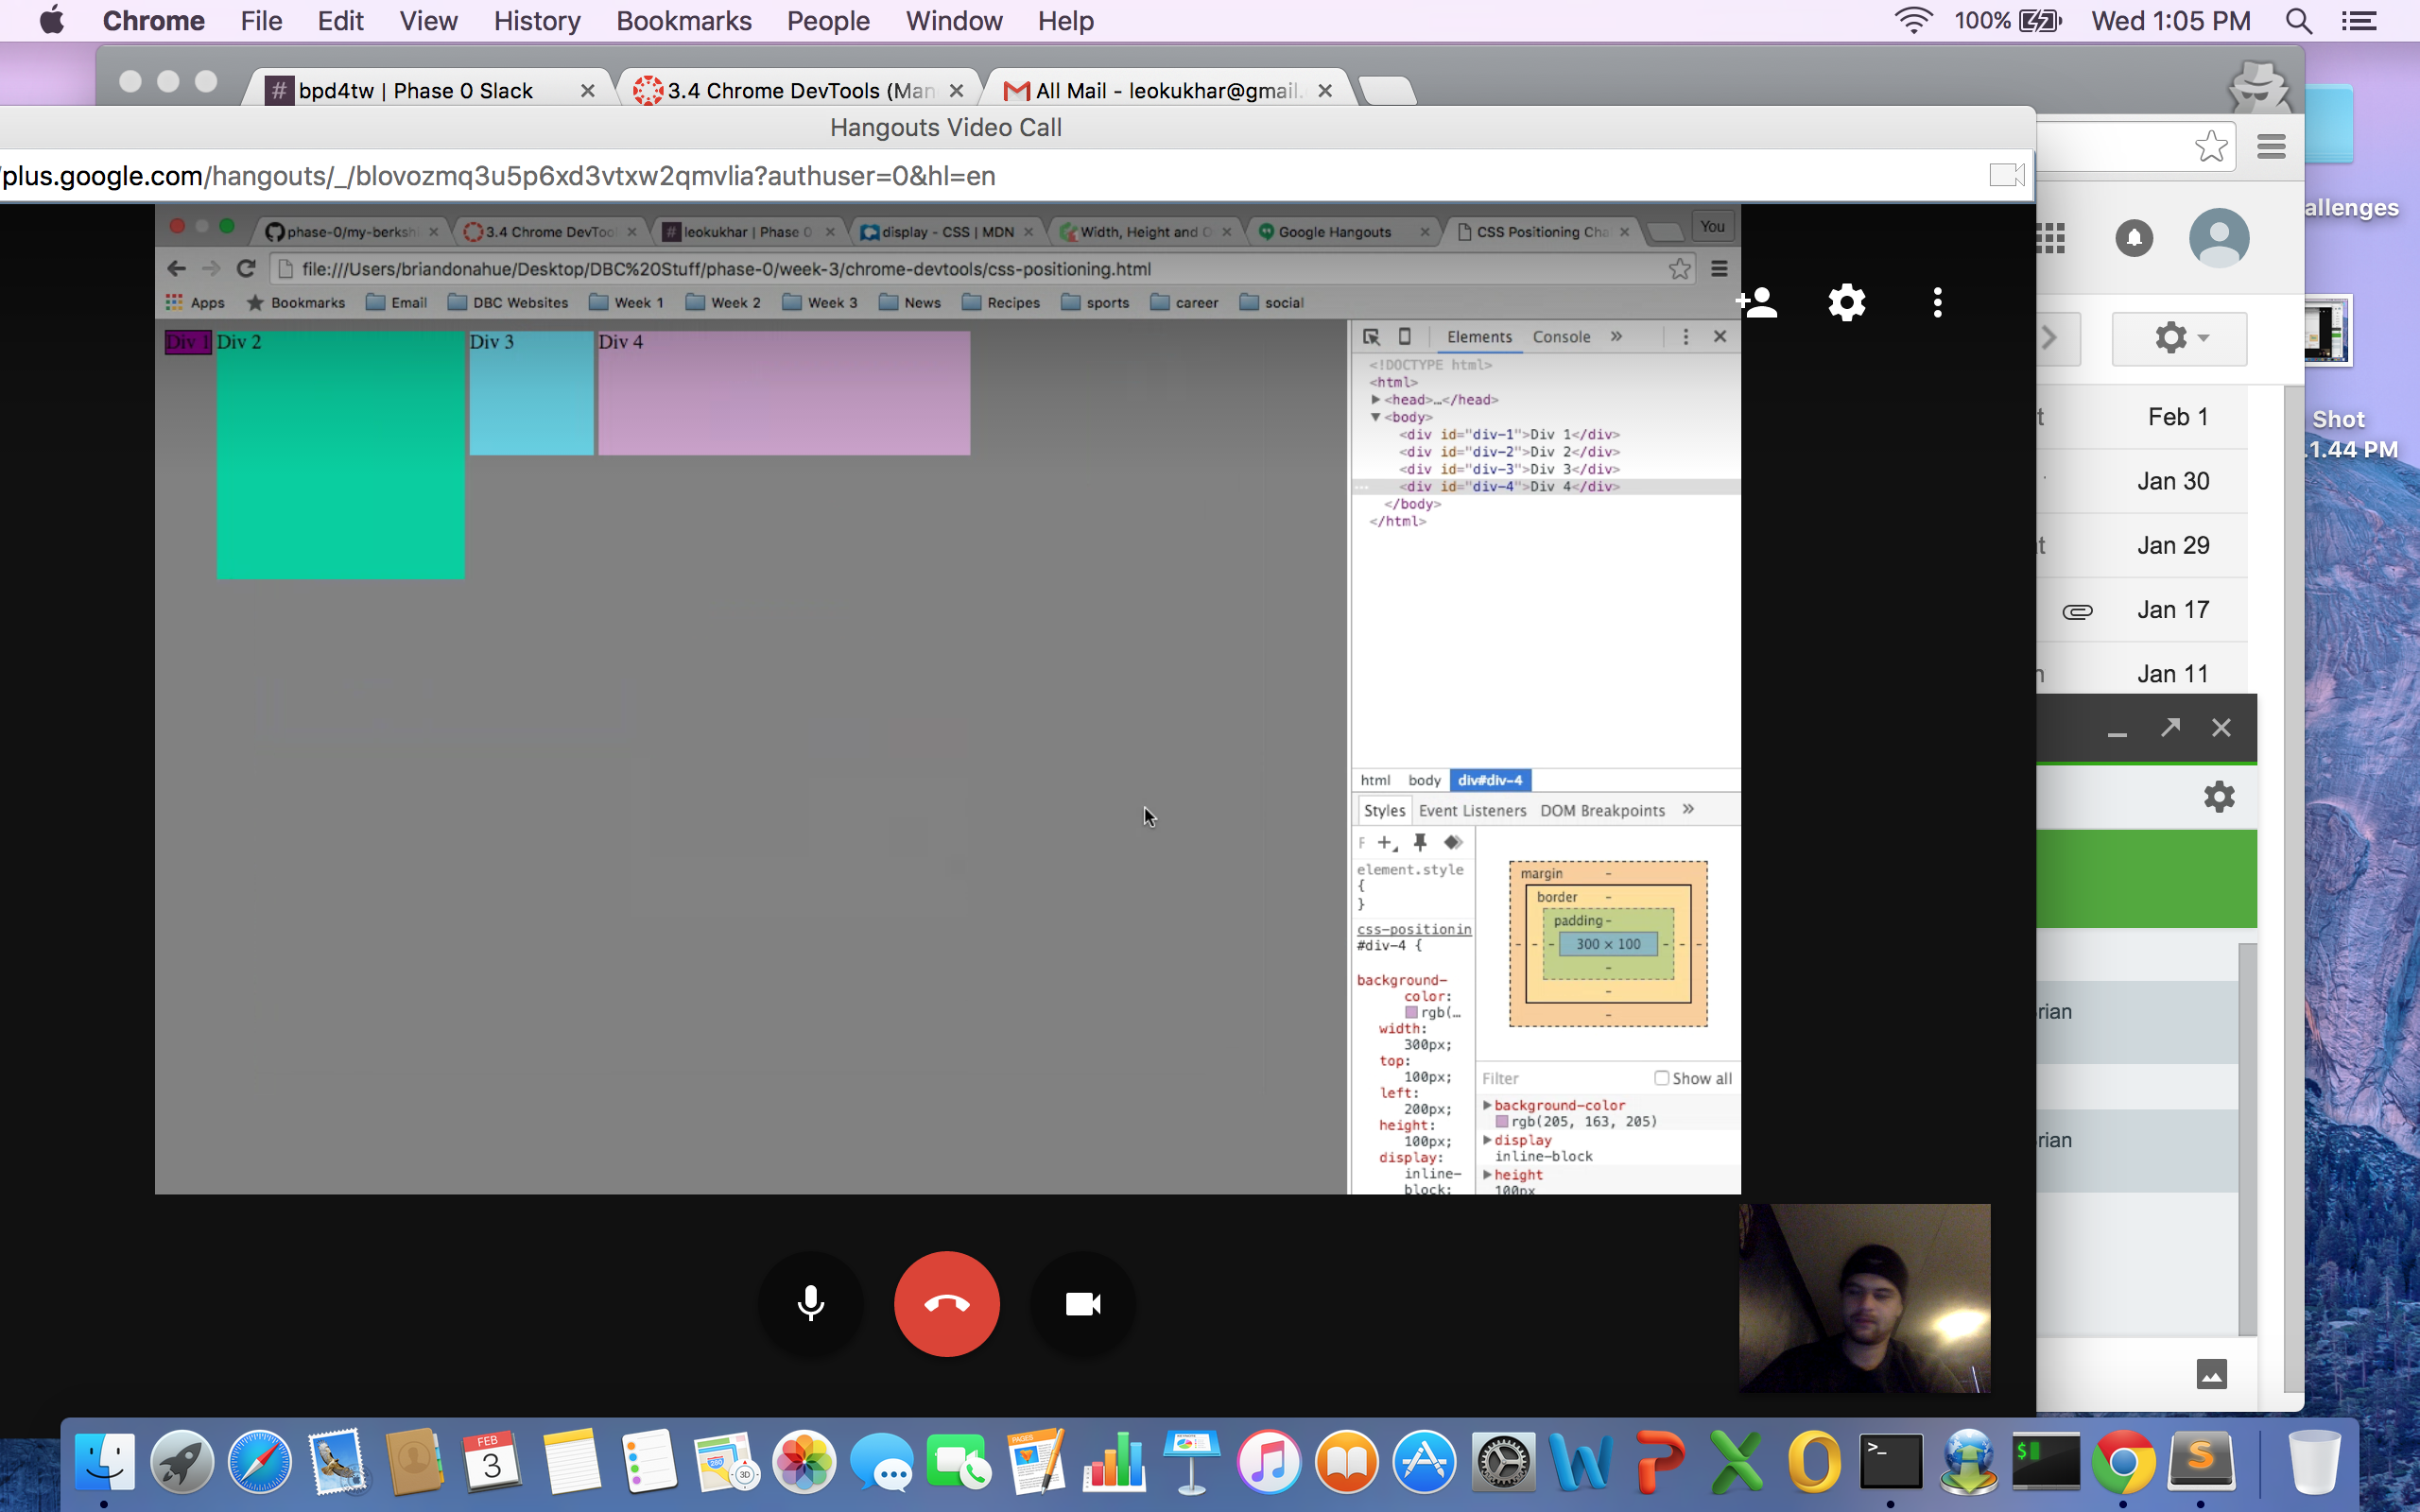 Chrome File Edit View History Bookmarks People Window Help 100% Wed 1:05 PM
bpd4tw | Phase 0 Slack 3.4 Chrome DevTools (Man All Mail - leokukhar@gmail.
Hangouts Video Call
plus.google.com/hangouts/_/blovozmq3u5p6xd3vtxw2qmvlia?authuser=0&hl=en
phase-0/my-berksh 3.4 Chrome DevToo leokukhar | Phase 0 display - CSS | MDN Width, Height and O Google Hangouts CSS Positioning Cha You
file:///Users/briandonahue/Desktop/DBC%20Stuff/phase-0/week-3/chrome-devtools/css-positioning.html
Apps Bookmarks Email DBC Websites Week 1 Week 2 Week 3 News Recipes sports career social
Div 1 Div 2 Div 3 Div 4
Elements Console »
<!DOCTYPE html>
<html>
<head>…</head>
<body>
<div id="div-1">Div 1</div>
<div id="div-2">Div 2</div>
<div id="div-3">Div 3</div>
<div id="div-4">Div 4</div>
</body>
</html>
html body div#div-4
Styles Event Listeners DOM Breakpoints »
F
element.style
{
}
css-positionin
#div-4 {
background-
color:
rgb(…
width:
300px;
top:
100px;
left:
200px;
height:
100px;
display:
inline-
block;
margin -
border -
padding -
300 × 100
Filter Show all
background-color
rgb(205, 163, 205)
display
inline-block
height
100px
allenges
Shot
1.44 PM
t Feb 1
Jan 30
t Jan 29
Jan 17
n Jan 11
rian
rian
FEB
3
PAGES
280
3D
W P X O
>_
$
S